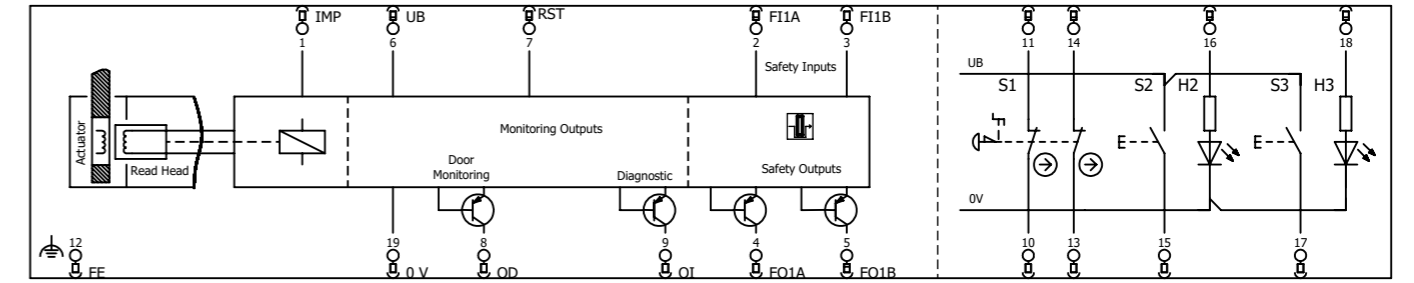 IMP UB RST FI1A FI1B
1 6 7 2 3 11 14 16 18
Safety Inputs
UB
S1 S2 H2 S3 H3
Actuator
Read Head
Monitoring Outputs
Door
Monitoring
Diagnostic
Safety Outputs
E E
0V
12 19 8 9 4 5 10 13 15 17
FE 0 V OD OI FO1A FO1B